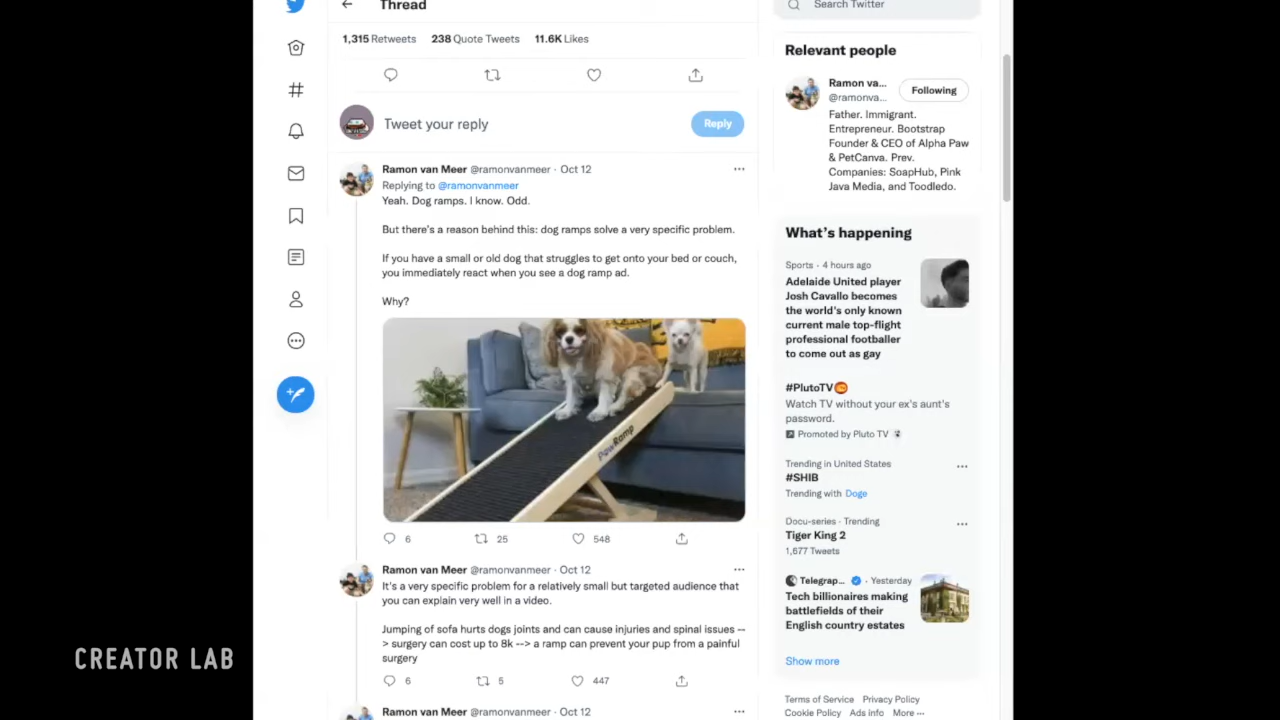 Thread
1,315 Retweets 238 Quote Tweets 11.6K Likes
Tweet your reply
Reply
Ramon van Meer @ramonvanmeer · Oct 12
Replying to @ramonvanmeer
Yeah. Dog ramps. I know. Odd.
But there's a reason behind this: dog ramps solve a very specific problem.
If you have a small or old dog that struggles to get onto your bed or couch,
you immediately react when you see a dog ramp ad.
Why?
pawRamp
6 25 548
Ramon van Meer @ramonvanmeer · Oct 12
It's a very specific problem for a relatively small but targeted audience that
you can explain very well in a video.
Jumping of sofa hurts dogs joints and can cause injuries and spinal issues --
> surgery can cost up to 8k --> a ramp can prevent your pup from a painful
surgery
6 5 447
Ramon van Meer @ramonvanmeer · Oct 12
Search Twitter
Relevant people
Ramon va...
@ramonva...
Following
Father. Immigrant.
Entrepreneur. Bootstrap
Founder & CEO of Alpha Paw
& PetCanva. Prev.
Companies: SoapHub, Pink
Java Media, and Toodledo.
What's happening
Sports · 4 hours ago
Adelaide United player
Josh Cavallo becomes
the world's only known
current male top-flight
professional footballer
to come out as gay
#PlutoTV
Watch TV without your ex's aunt's
password.
Promoted by Pluto TV
Trending in United States
#SHIB
Trending with Doge
Docu-series · Trending
Tiger King 2
1,677 Tweets
Telegrap... · Yesterday
Tech billionaires making
battlefields of their
English country estates
Show more
Terms of Service Privacy Policy
Cookie Policy Ads info More ···
CREATOR LAB